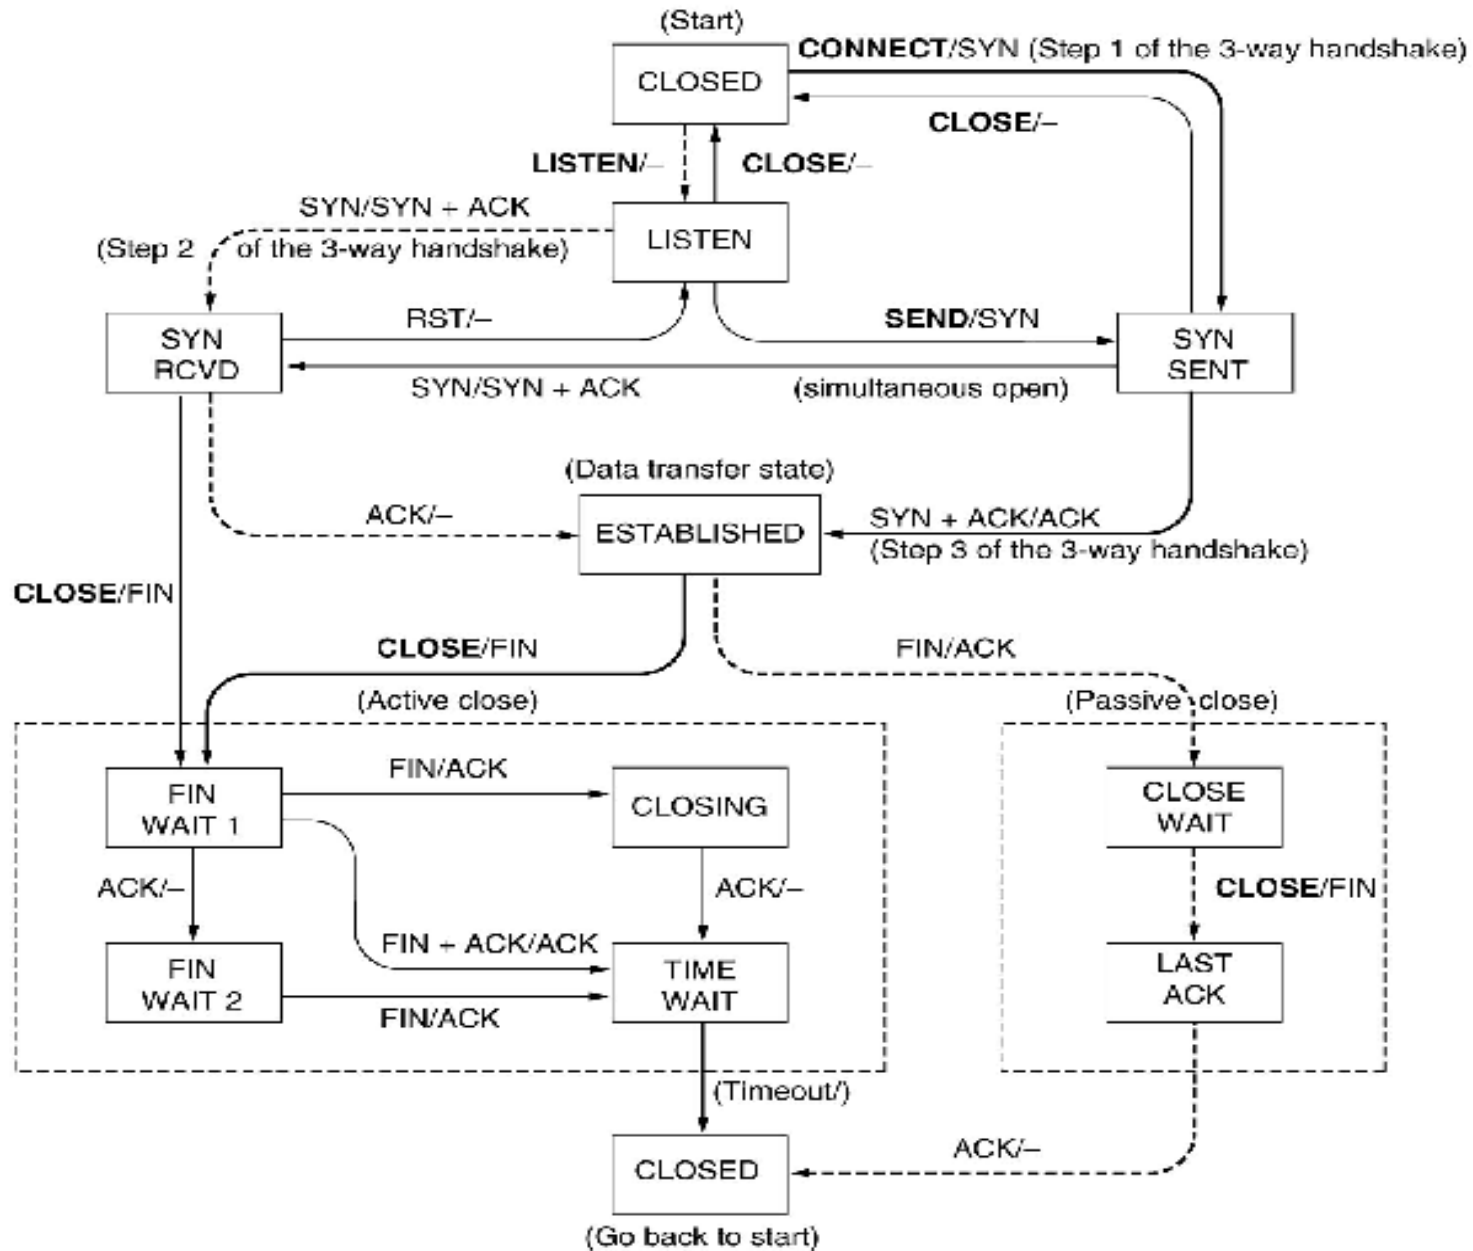 (Start)
CONNECT/SYN (Step 1 of the 3-way handshake)
CLOSED
CLOSE/–
LISTEN/–
CLOSE/–
SYN/SYN + ACK
(Step 2 of the 3-way handshake)
LISTEN
RST/–
SEND/SYN
SYN
RCVD
SYN
SENT
SYN/SYN + ACK
(simultaneous open)
(Data transfer state)
ACK/–
ESTABLISHED
SYN + ACK/ACK
(Step 3 of the 3-way handshake)
CLOSE/FIN
CLOSE/FIN
FIN/ACK
(Active close)
(Passive close)
FIN
WAIT 1
FIN/ACK
CLOSING
CLOSE
WAIT
ACK/–
ACK/–
CLOSE/FIN
FIN + ACK/ACK
FIN
WAIT 2
FIN/ACK
TIME
WAIT
LAST
ACK
(Timeout/)
CLOSED
ACK/–
(Go back to start)